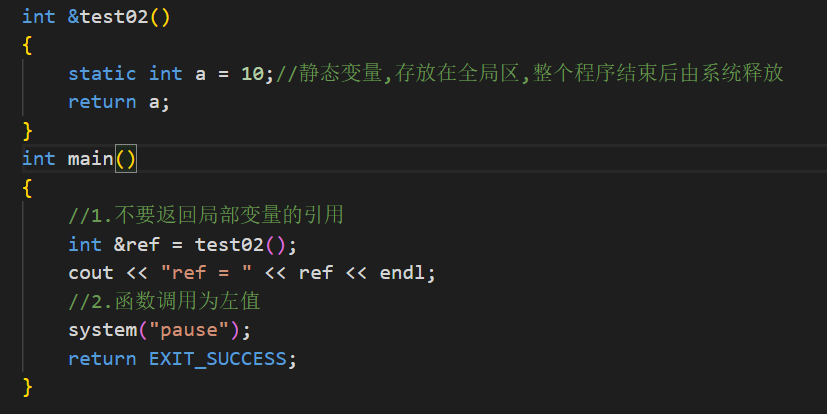 int &test02()
{
static int a = 10;//静态变量,存放在全局区,整个程序结束后由系统释放
return a;
}
int main()
{
//1.不要返回局部变量的引用
int &ref = test02();
cout << "ref = " << ref << endl;
//2.函数调用为左值
system("pause");
return EXIT_SUCCESS;
}